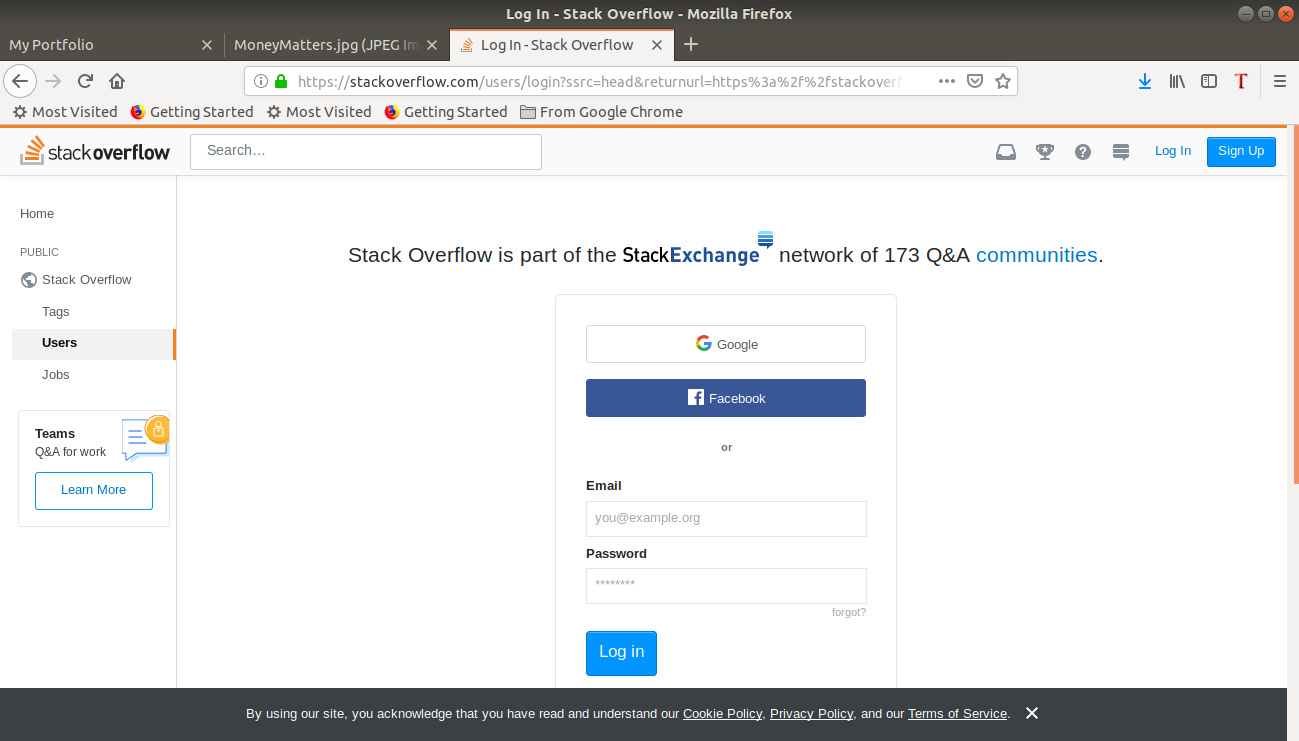 Log In - Stack Overflow - Mozilla Firefox
My Portfolio
MoneyMatters.jpg (JPEG Im
Log In - Stack Overflow
https://stackoverflow.com/users/login?ssrc=head&returnurl=https%3a%2f%2fstackoverf
Most Visited
Getting Started
Most Visited
Getting Started
From Google Chrome
stackoverflow
Search…
Log In
Sign Up
Home
PUBLIC
Stack Overflow
Tags
Users
Jobs
Teams
Q&A for work
Learn More
Stack Overflow is part of the StackExchange network of 173 Q&A communities.
Google
Facebook
or
Email
you@example.org
Password
********
forgot?
Log in
By using our site, you acknowledge that you have read and understand our Cookie Policy, Privacy Policy, and our Terms of Service.